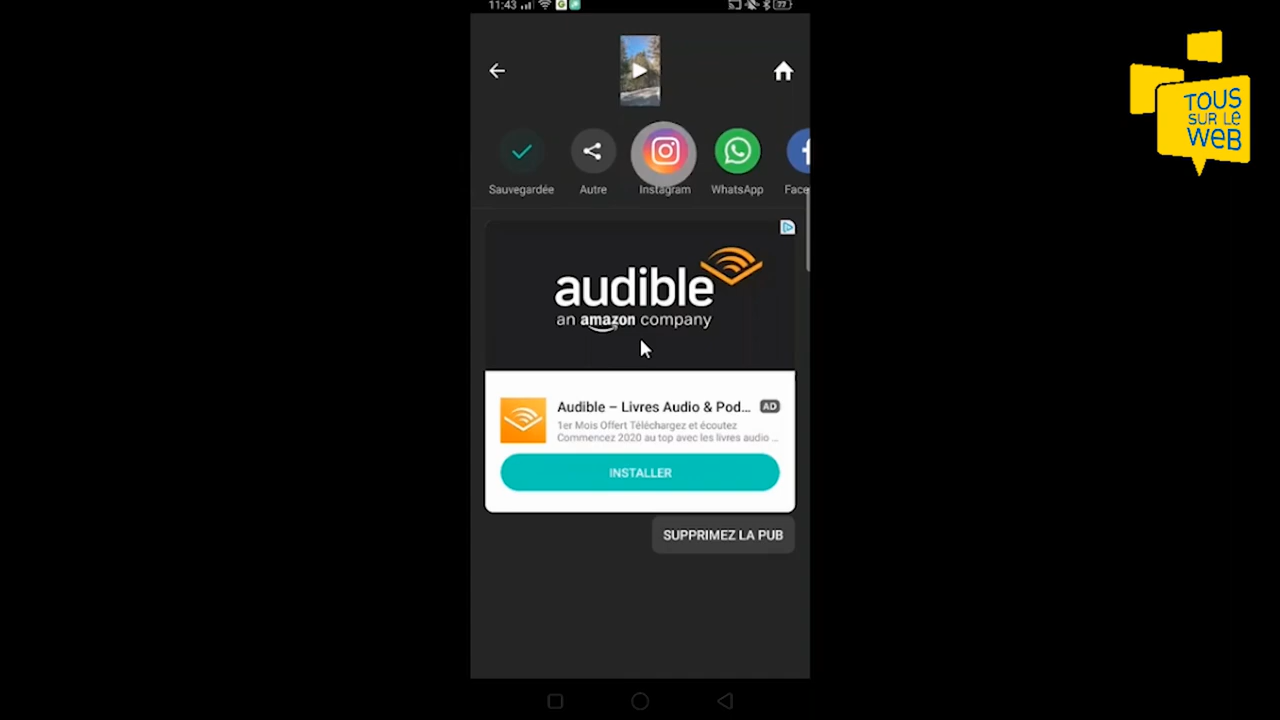 11:43
77
TOUS
SUR LE
WEB
Sauvegardée
Autre
Instagram
WhatsApp
Face
audible
an amazon company
Audible – Livres Audio & Pod...
AD
1er Mois Offert Téléchargez et écoutez
Commencez 2020 au top avec les livres audio ...
INSTALLER
SUPPRIMEZ LA PUB